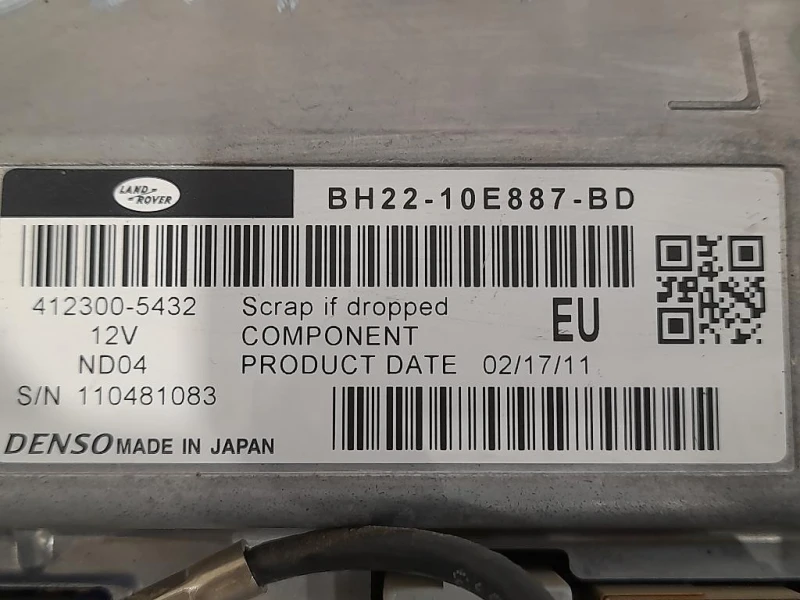 LAND ROVER
BH22-10E887-BD
412300-5432 Scrap if dropped EU
12V COMPONENT
ND04 PRODUCT DATE 02/17/11
S/N 110481083
DENSO MADE IN JAPAN